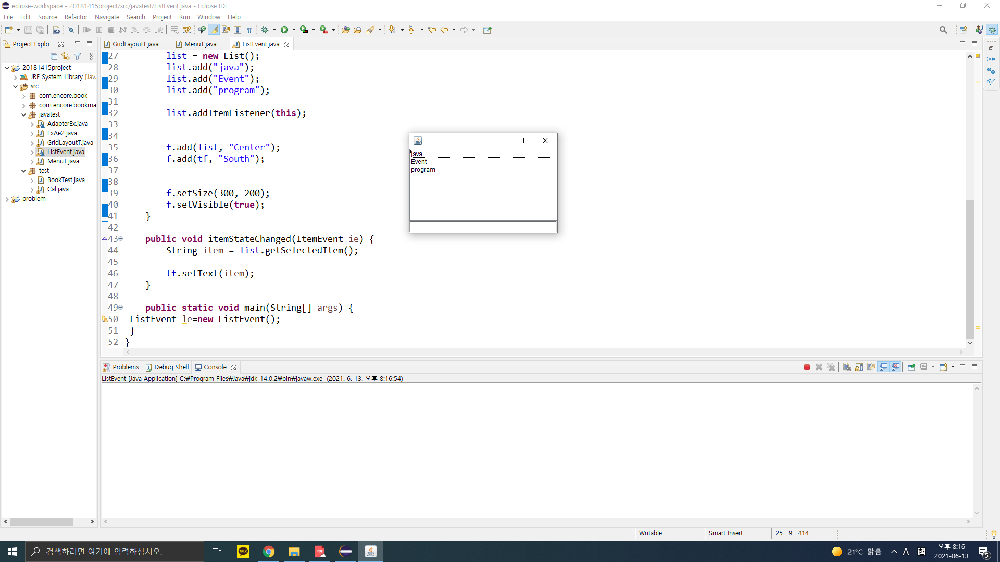 eclipse-workspace - 20181415project/src/javatest/ListEvent.java - Eclipse IDE
File Edit Source Refactor Navigate Search Project Run Window Help
Project Explo...
GridLayoutT.java
MenuT.java
ListEvent.java
20181415project
JRE System Library [Java
src
com.encore.book
com.encore.bookma
javatest
AdapterEx.java
ExAe2.java
GridLayoutT.java
ListEvent.java
MenuT.java
test
BookTest.java
Cal.java
problem
27 list = new List();
28 list.add("java");
29 list.add("Event");
30 list.add("program");
31
32 list.addItemListener(this);
33
34
35 f.add(list, "Center");
36 f.add(tf, "South");
37
38
39 f.setSize(300, 200);
40 f.setVisible(true);
41 }
42
43 public void itemStateChanged(ItemEvent ie) {
44 String item = list.getSelectedItem();
45
46 tf.setText(item);
47 }
48
49 public static void main(String[] args) {
50 ListEvent le=new ListEvent();
51 }
52 }
java
Event
program
(x)=
Problems
Debug Shell
Console
ListEvent [Java Application] C:₩Program Files₩Java₩jdk-14.0.2₩bin₩javaw.exe (2021. 6. 13. 오후 8:16:54)
Writable
Smart Insert
25 : 9 : 414
검색하려면 여기에 입력하십시오.
TALK
PDF
21°C 맑음
A
한
오후 8:16
2021-06-13
5